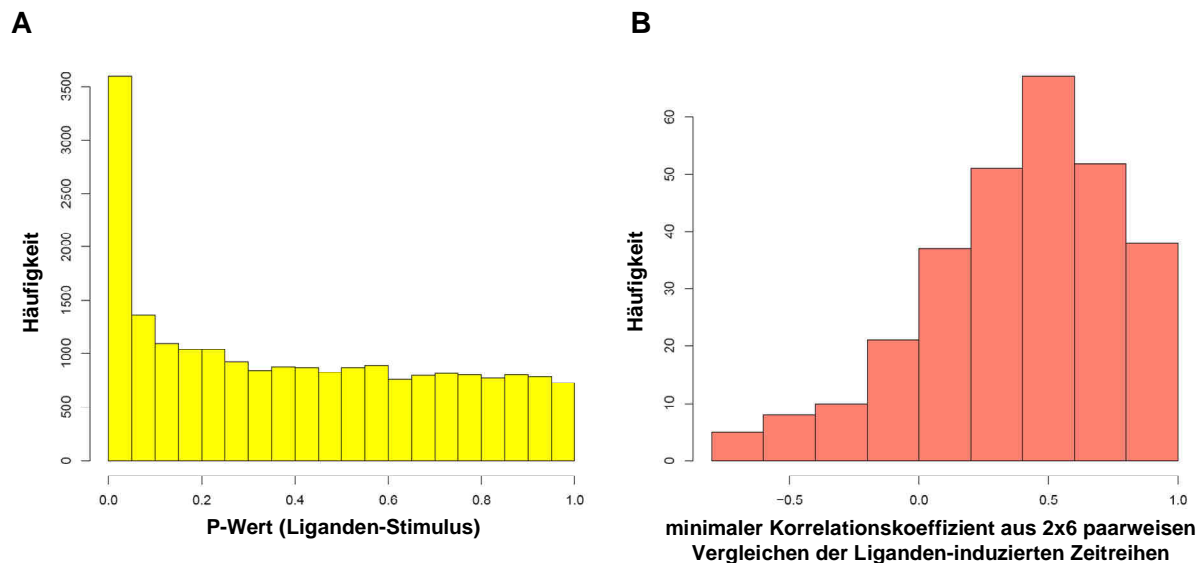 A
Häufigkeit
3500
3000
2500
2000
1500
1000
500
0
0.0 0.2 0.4 0.6 0.8 1.0
P-Wert (Liganden-Stimulus)
B
Häufigkeit
60
50
40
30
20
10
0
−0.5 0.0 0.5 1.0
minimaler Korrelationskoeffizient aus 2x6 paarweisen
Vergleichen der Liganden-induzierten Zeitreihen